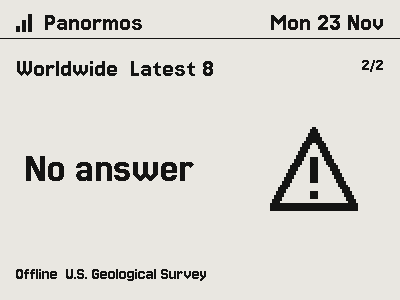 Panormos Mon 23 Nov
Worldwide Latest 8 2/2
No answer
Offline U.S. Geological Survey